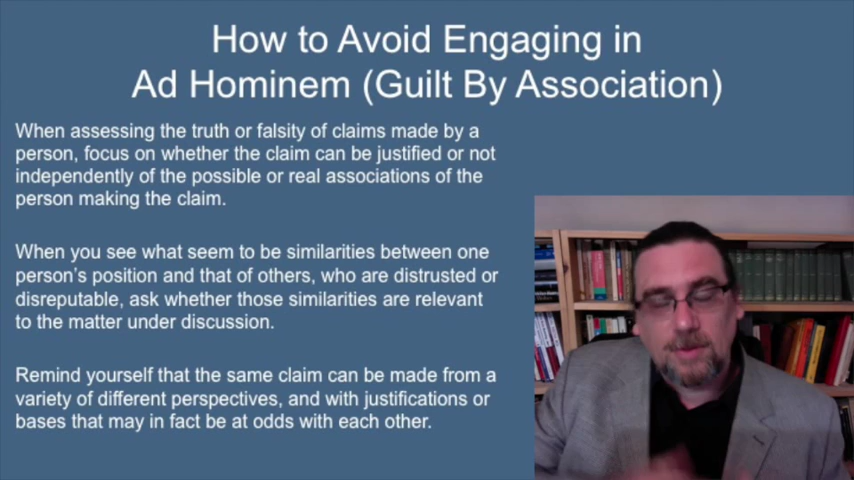 How to Avoid Engaging in
Ad Hominem (Guilt By Association)
When assessing the truth or falsity of claims made by a
person, focus on whether the claim can be justified or not
independently of the possible or real associations of the
person making the claim.
When you see what seem to be similarities between one
person's position and that of others, who are distrusted or
disreputable, ask whether those similarities are relevant
to the matter under discussion.
Remind yourself that the same claim can be made from a
variety of different perspectives, and with justifications or
bases that may in fact be at odds with each other.